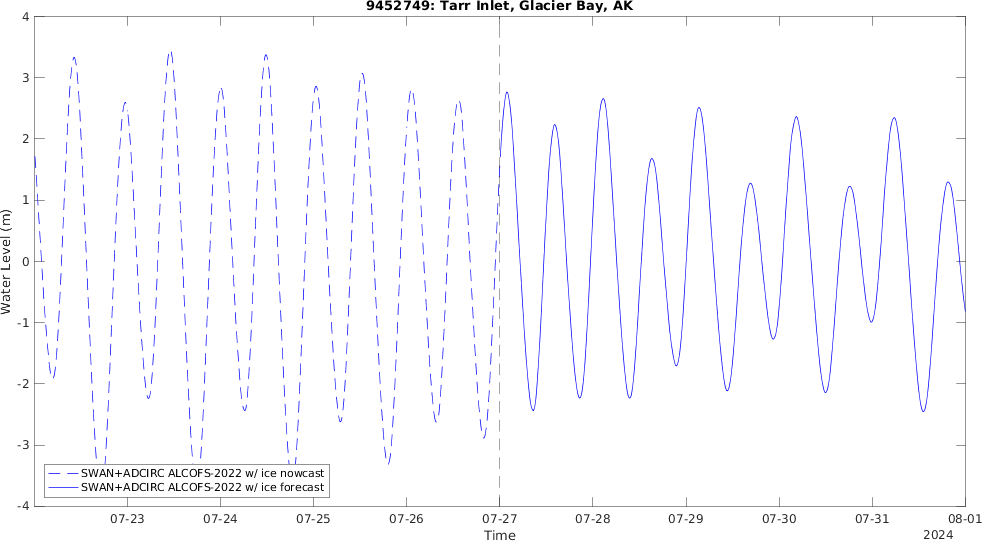 9452749: Tarr Inlet, Glacier Bay, AK
Water Level (m)
4
3
2
1
0
-1
-2
-3
-4
SWAN+ADCIRC ALCOFS-2022 w/ ice nowcast
SWAN+ADCIRC ALCOFS-2022 w/ ice forecast
07-23 07-24 07-25 07-26 07-27 07-28 07-29 07-30 07-31 08-01
Time
2024